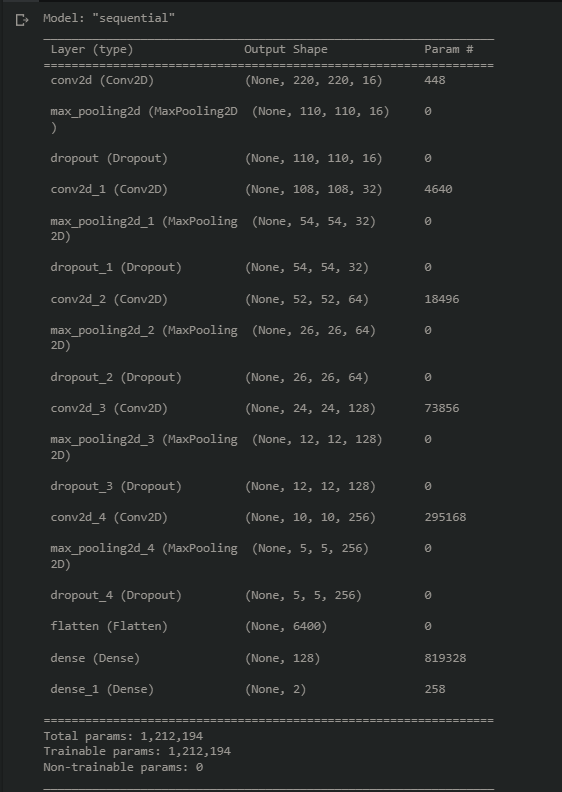 Model: "sequential"
Layer (type) Output Shape Param #
=================================================================
conv2d (Conv2D) (None, 220, 220, 16) 448
max_pooling2d (MaxPooling2D (None, 110, 110, 16) 0
)
dropout (Dropout) (None, 110, 110, 16) 0
conv2d_1 (Conv2D) (None, 108, 108, 32) 4640
max_pooling2d_1 (MaxPooling (None, 54, 54, 32) 0
2D)
dropout_1 (Dropout) (None, 54, 54, 32) 0
conv2d_2 (Conv2D) (None, 52, 52, 64) 18496
max_pooling2d_2 (MaxPooling (None, 26, 26, 64) 0
2D)
dropout_2 (Dropout) (None, 26, 26, 64) 0
conv2d_3 (Conv2D) (None, 24, 24, 128) 73856
max_pooling2d_3 (MaxPooling (None, 12, 12, 128) 0
2D)
dropout_3 (Dropout) (None, 12, 12, 128) 0
conv2d_4 (Conv2D) (None, 10, 10, 256) 295168
max_pooling2d_4 (MaxPooling (None, 5, 5, 256) 0
2D)
dropout_4 (Dropout) (None, 5, 5, 256) 0
flatten (Flatten) (None, 6400) 0
dense (Dense) (None, 128) 819328
dense_1 (Dense) (None, 2) 258
=================================================================
Total params: 1,212,194
Trainable params: 1,212,194
Non-trainable params: 0